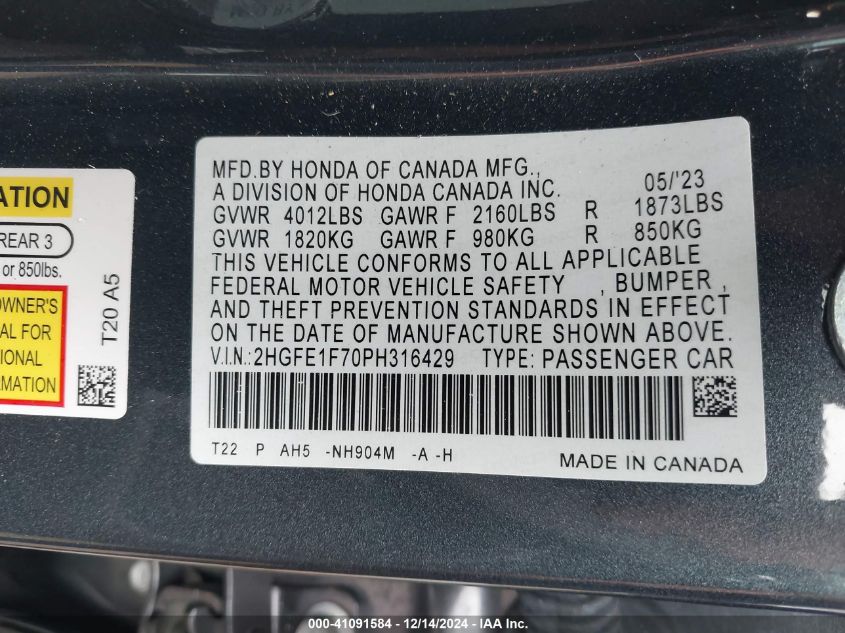 ATION
REAR 3
or 850lbs.
OWNER'S
AL FOR
IONAL
RMATION
T20 A5
MFD.BY HONDA OF CANADA MFG.,
A DIVISION OF HONDA CANADA INC. 05/'23
GVWR 4012LBS GAWR F 2160LBS R 1873LBS
GVWR 1820KG GAWR F 980KG R 850KG
THIS VEHICLE CONFORMS TO ALL APPLICABLE
FEDERAL MOTOR VEHICLE SAFETY , BUMPER ,
AND THEFT PREVENTION STANDARDS IN EFFECT
ON THE DATE OF MANUFACTURE SHOWN ABOVE.
V.I.N.:2HGFE1F70PH316429 TYPE: PASSENGER CAR
T22 P AH5 -NH904M -A -H
MADE IN CANADA
000-41091584 - 12/14/2024 - IAA Inc.